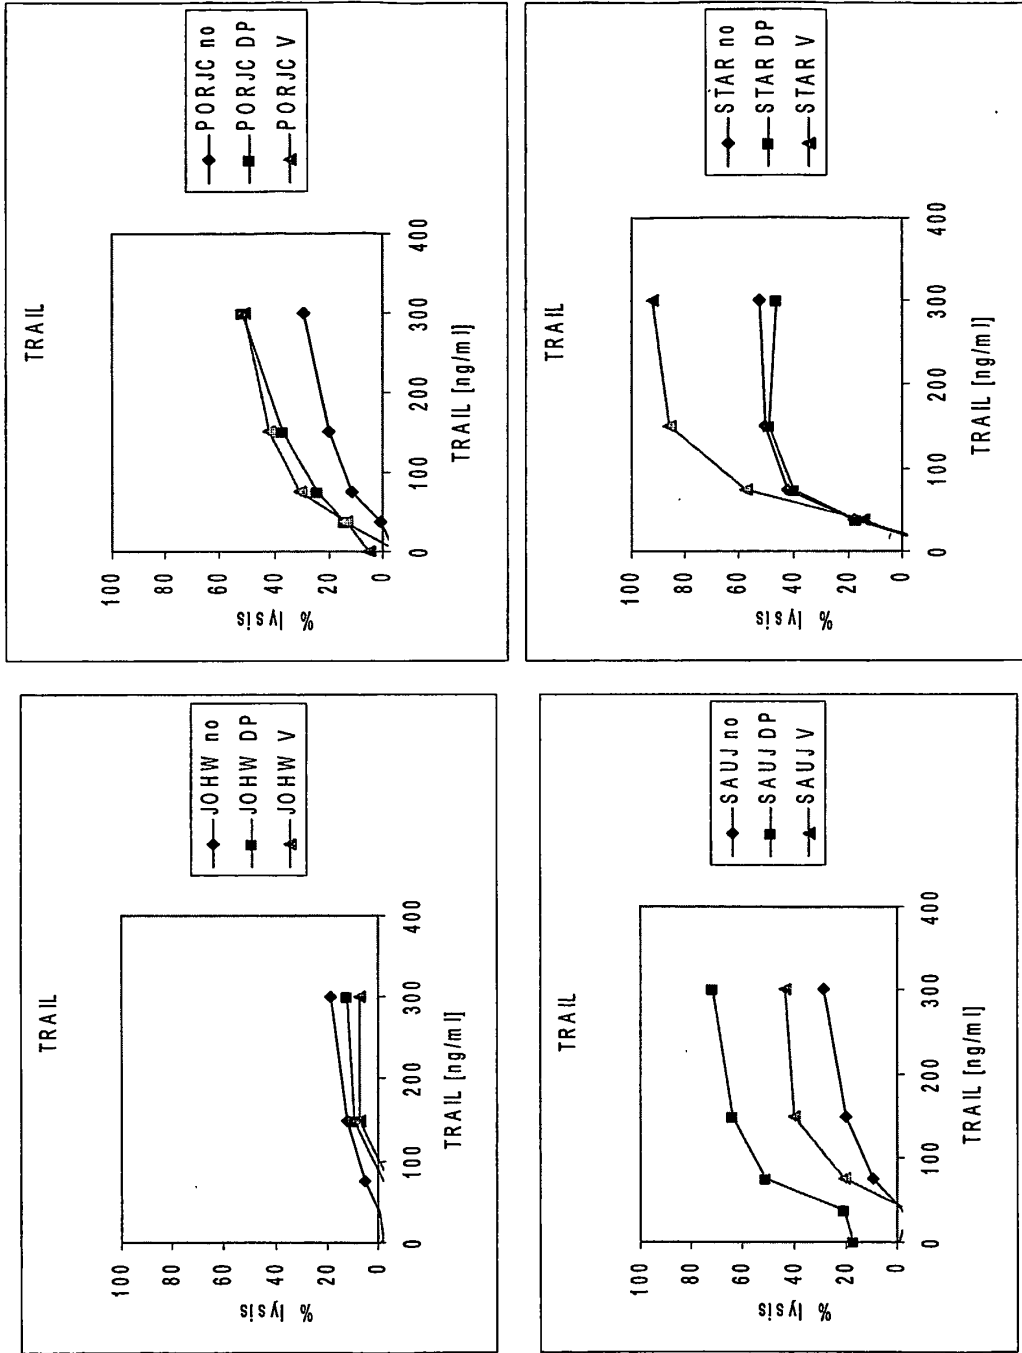 TRAIL
% lysis
100
80
60
40
20
0
0
100
200
300
400
TRAIL [ng/ml]
SAUJ no
SAUJ DP
SAUJ V
TRAIL
% lysis
100
80
60
40
20
0
0
100
200
300
400
TRAIL [ng/ml]
JOHW no
JOHW DP
JOHW V
TRAIL
% lysis
100
80
60
40
20
0
0
100
200
300
400
TRAIL [ng/ml]
STAR no
STAR DP
STAR V
TRAIL
% lysis
100
80
60
40
20
0
0
100
200
300
400
TRAIL [ng/ml]
PORJC no
PORJC DP
PORJC V